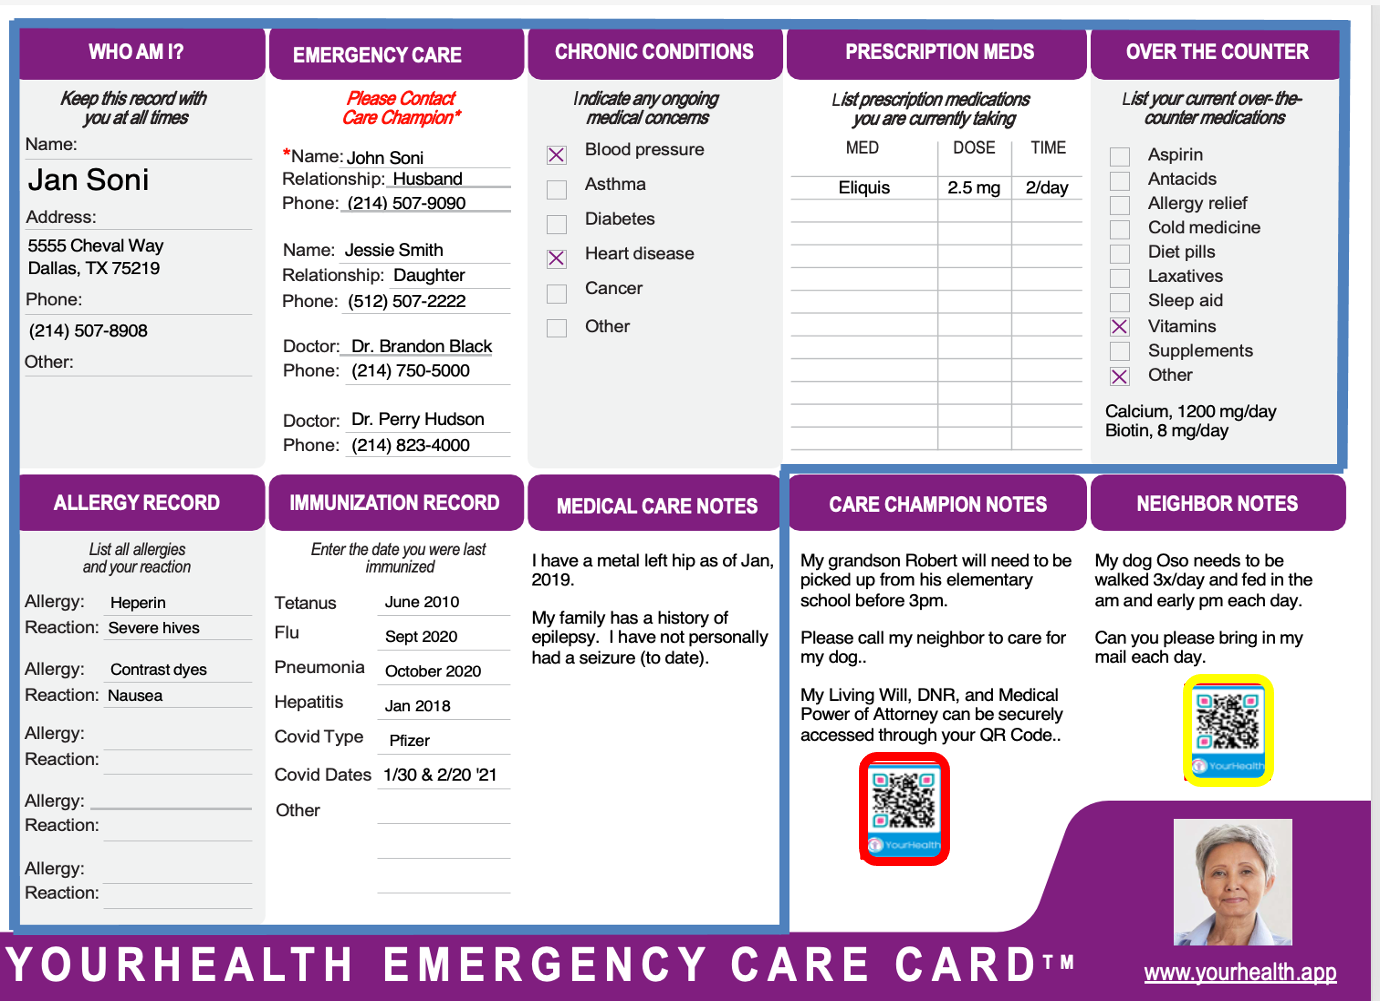 WHO AM I?
Keep this record with
you at all times
Name:
Jan Soni
Address:
5555 Cheval Way
Dallas, TX 75219
Phone:
(214) 507-8908
Other:
EMERGENCY CARE
Please Contact
Care Champion*
*Name: John Soni
Relationship: Husband
Phone: (214) 507-9090
Name: Jessie Smith
Relationship: Daughter
Phone: (512) 507-2222
Doctor: Dr. Brandon Black
Phone: (214) 750-5000
Doctor: Dr. Perry Hudson
Phone: (214) 823-4000
CHRONIC CONDITIONS
Indicate any ongoing
medical concerns
Blood pressure
Asthma
Diabetes
Heart disease
Cancer
Other
PRESCRIPTION MEDS
List prescription medications
you are currently taking
MED DOSE TIME
Eliquis 2.5 mg 2/day
OVER THE COUNTER
List your current over-the-
counter medications
Aspirin
Antacids
Allergy relief
Cold medicine
Diet pills
Laxatives
Sleep aid
Vitamins
Supplements
Other
Calcium, 1200 mg/day
Biotin, 8 mg/day
ALLERGY RECORD
List all allergies
and your reaction
Allergy: Heperin
Reaction: Severe hives
Allergy: Contrast dyes
Reaction: Nausea
Allergy:
Reaction:
Allergy:
Reaction:
Allergy:
Reaction:
IMMUNIZATION RECORD
Enter the date you were last
immunized
Tetanus June 2010
Flu Sept 2020
Pneumonia October 2020
Hepatitis Jan 2018
Covid Type Pfizer
Covid Dates 1/30 & 2/20 '21
Other
MEDICAL CARE NOTES
I have a metal left hip as of Jan,
2019.
My family has a history of
epilepsy. I have not personally
had a seizure (to date).
CARE CHAMPION NOTES
My grandson Robert will need to be
picked up from his elementary
school before 3pm.
Please call my neighbor to care for
my dog..
My Living Will, DNR, and Medical
Power of Attorney can be securely
accessed through your QR Code..
YourHealth
NEIGHBOR NOTES
My dog Oso needs to be
walked 3x/day and fed in the
am and early pm each day.
Can you please bring in my
mail each day.
YourHealth
YOURHEALTH EMERGENCY CARE CARD™
www.yourhealth.app